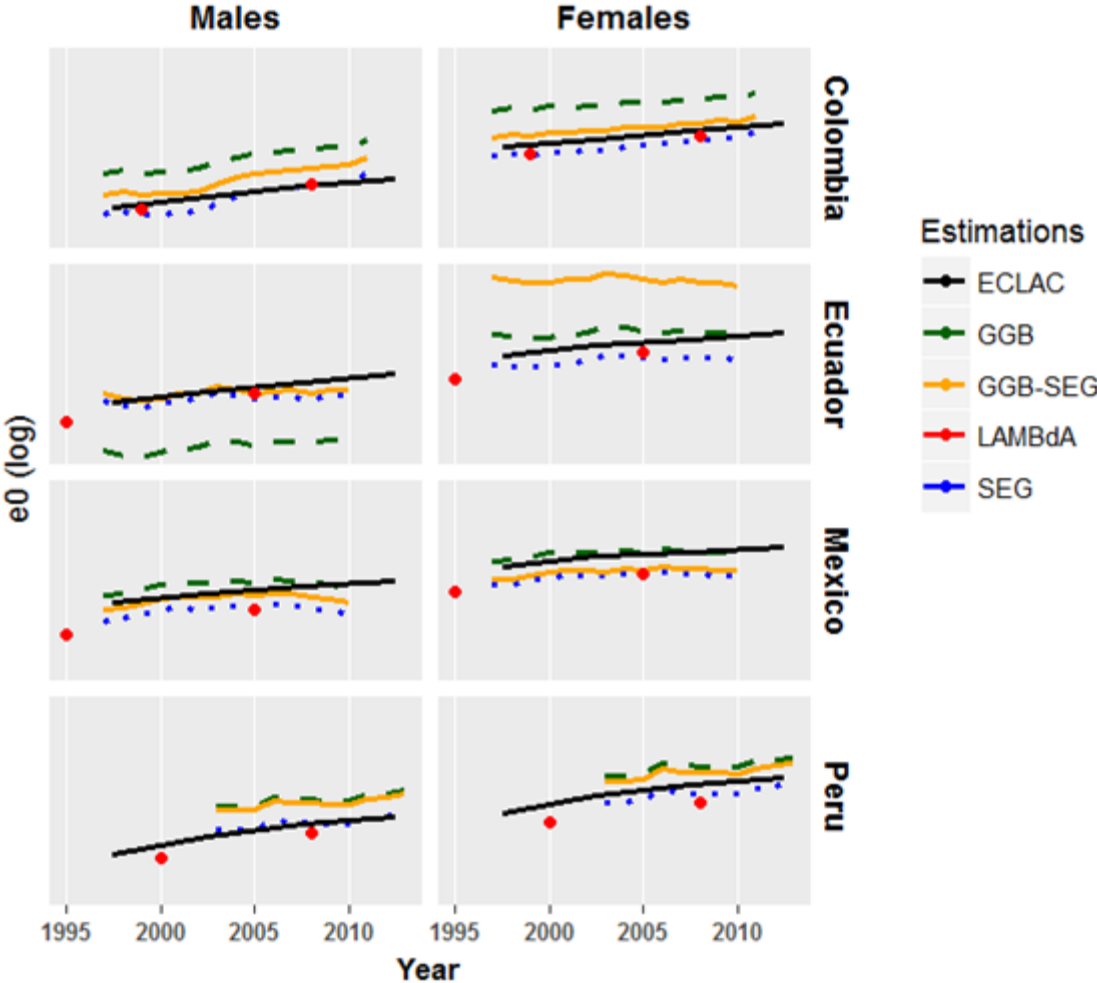 Males
Females
Colombia
Ecuador
Mexico
Peru
e0 (log)
1995 2000 2005 2010
1995 2000 2005 2010
Year
Estimations
ECLAC
GGB
GGB-SEG
LAMBdA
SEG